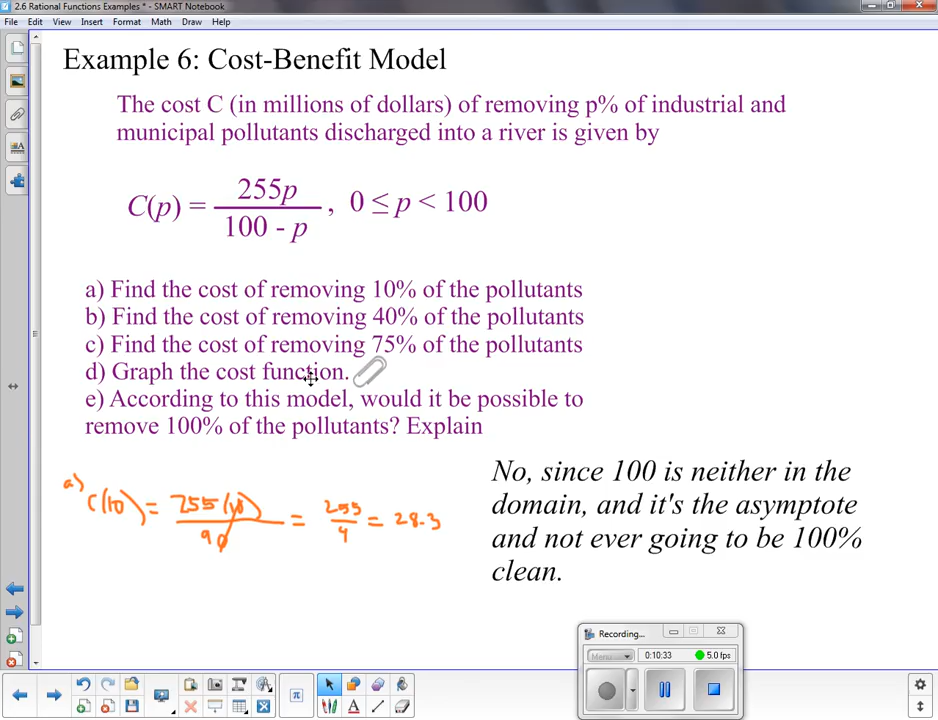 2.6 Rational Functions Examples * - SMART Notebook
File Edit View Insert Format Math Draw Help
Example 6: Cost-Benefit Model
The cost C (in millions of dollars) of removing p% of industrial and
municipal pollutants discharged into a river is given by
C(p) = 255p / 100 - p , 0 ≤ p < 100
a) Find the cost of removing 10% of the pollutants
b) Find the cost of removing 40% of the pollutants
c) Find the cost of removing 75% of the pollutants
d) Graph the cost function.
e) According to this model, would it be possible to
remove 100% of the pollutants? Explain
a) C(10) = 255(10) / 90 = 255 / 9 = 28.3
No, since 100 is neither in the
domain, and it's the asymptote
and not ever going to be 100%
clean.
Recording...
Menu 0:10:33 5.0 fps